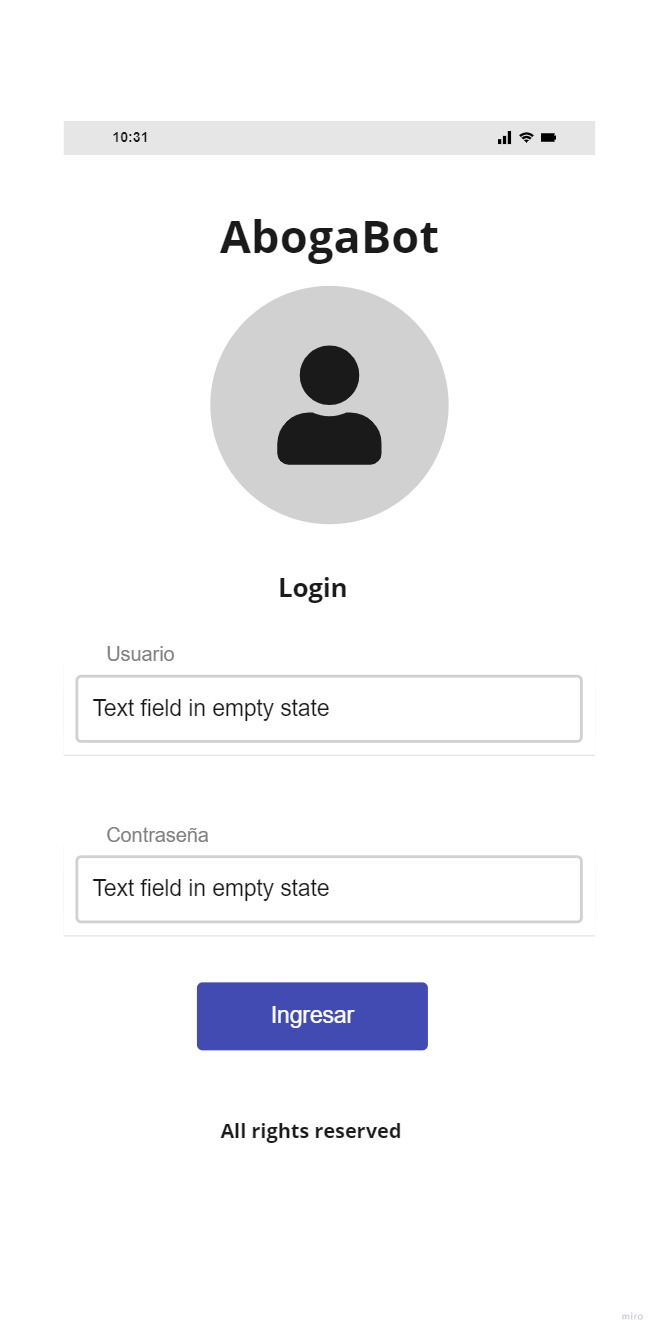 10:31
AbogaBot
Login
Usuario
Text field in empty state
Contraseña
Text field in empty state
Ingresar
All rights reserved
miro